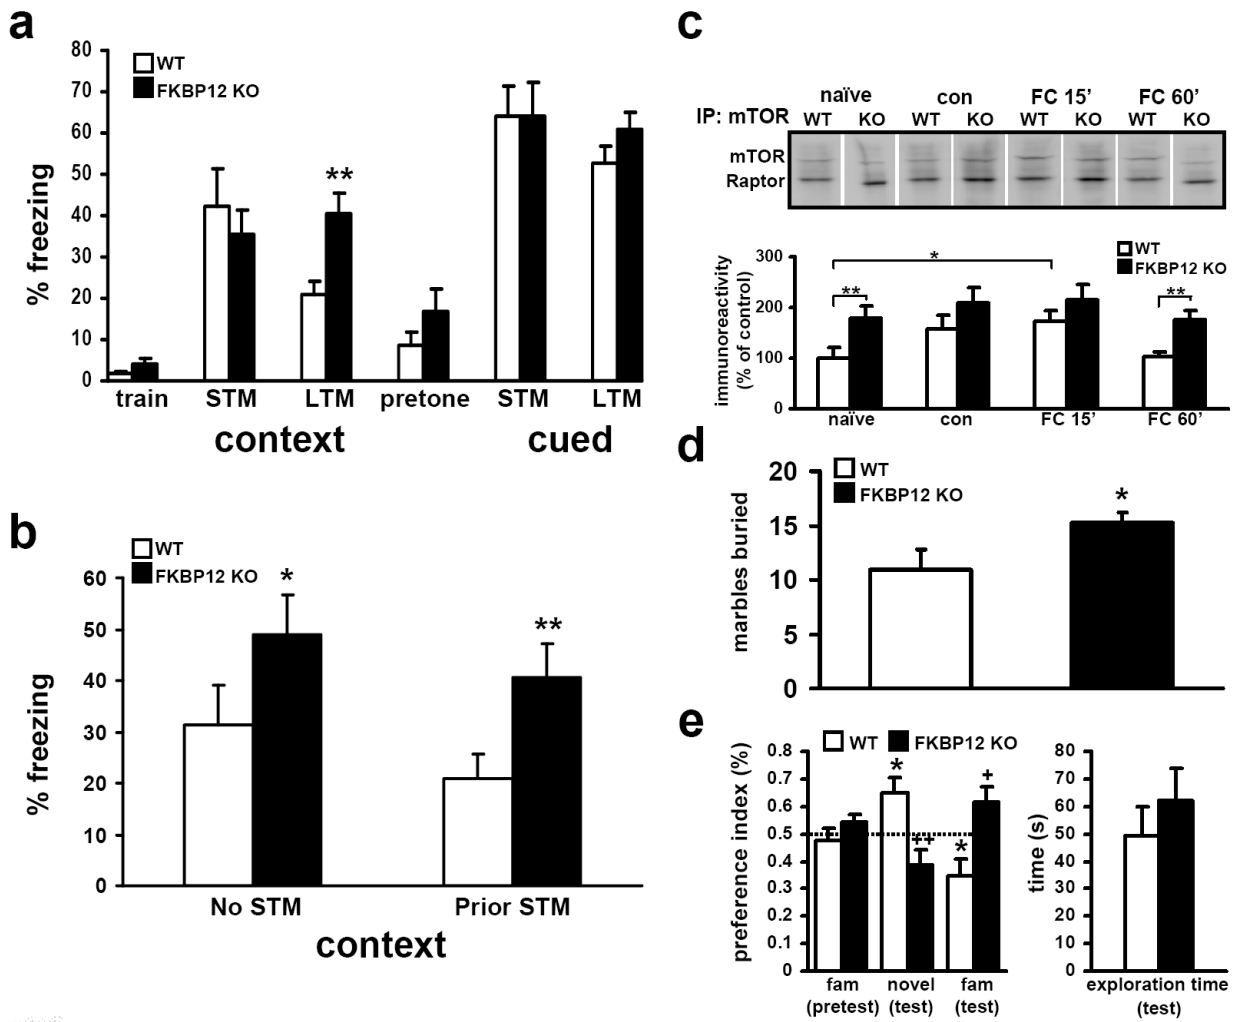 a
80
70
60
50
40
30
20
10
0
% freezing
WT
FKBP12 KO
**
train STM LTM pretone STM LTM
context cued
b
60
50
40
30
20
10
0
% freezing
WT
FKBP12 KO
*
**
No STM Prior STM
context
c
naïve con FC 15’ FC 60’
IP: mTOR WT KO WT KO WT KO WT KO
mTOR
Raptor
300
200
100
0
immunoreactivity
(% of control)
WT
FKBP12 KO
*
** **
naïve con FC 15’ FC 60’
d
20
15
10
5
0
marbles buried
WT
FKBP12 KO
*
e
WT FKBP12 KO
0.8
0.7
0.6
0.5
0.4
0.3
0.2
0.1
0
preference index (%)
* +
++ *
fam novel fam
(pretest) (test) (test)
80
70
60
50
40
30
20
10
0
time (s)
exploration time
(test)